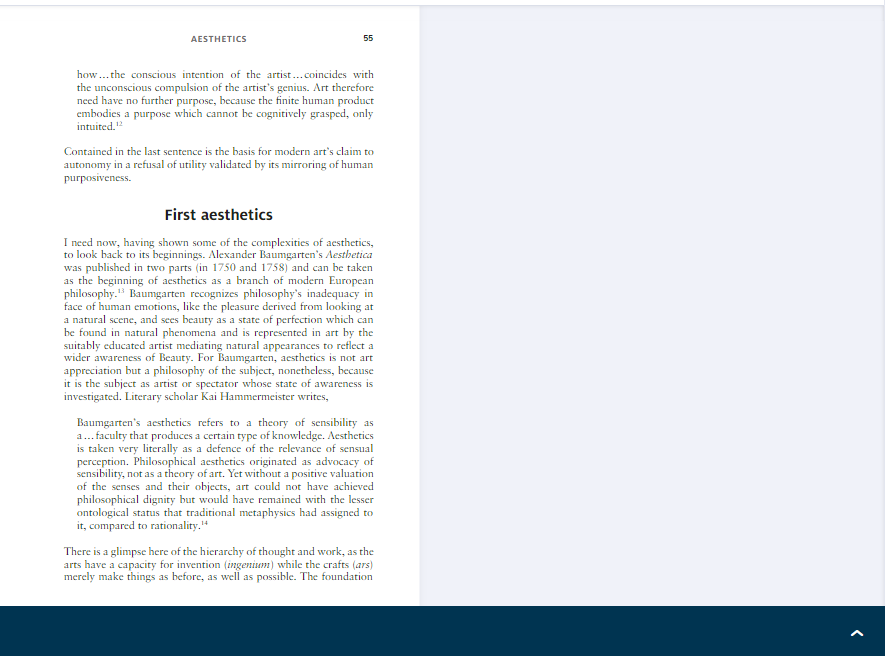 AESTHETICS 55
how ... the conscious intention of the artist ... coincides with
the unconscious compulsion of the artist's genius. Art therefore
need have no further purpose, because the finite human product
embodies a purpose which cannot be cognitively grasped, only
intuited.12
Contained in the last sentence is the basis for modern art's claim to
autonomy in a refusal of utility validated by its mirroring of human
purposiveness.
First aesthetics
I need now, having shown some of the complexities of aesthetics,
to look back to its beginnings. Alexander Baumgarten's Aesthetica
was published in two parts (in 1750 and 1758) and can be taken
as the beginning of aesthetics as a branch of modern European
philosophy.13 Baumgarten recognizes philosophy's inadequacy in
face of human emotions, like the pleasure derived from looking at
a natural scene, and sees beauty as a state of perfection which can
be found in natural phenomena and is represented in art by the
suitably educated artist mediating natural appearances to reflect a
wider awareness of Beauty. For Baumgarten, aesthetics is not art
appreciation but a philosophy of the subject, nonetheless, because
it is the subject as artist or spectator whose state of awareness is
investigated. Literary scholar Kai Hammermeister writes,
Baumgarten's aesthetics refers to a theory of sensibility as
a ... faculty that produces a certain type of knowledge. Aesthetics
is taken very literally as a defence of the relevance of sensual
perception. Philosophical aesthetics originated as advocacy of
sensibility, not as a theory of art. Yet without a positive valuation
of the senses and their objects, art could not have achieved
philosophical dignity but would have remained with the lesser
ontological status that traditional metaphysics had assigned to
it, compared to rationality.14
There is a glimpse here of the hierarchy of thought and work, as the
arts have a capacity for invention (ingenium) while the crafts (ars)
merely make things as before, as well as possible. The foundation